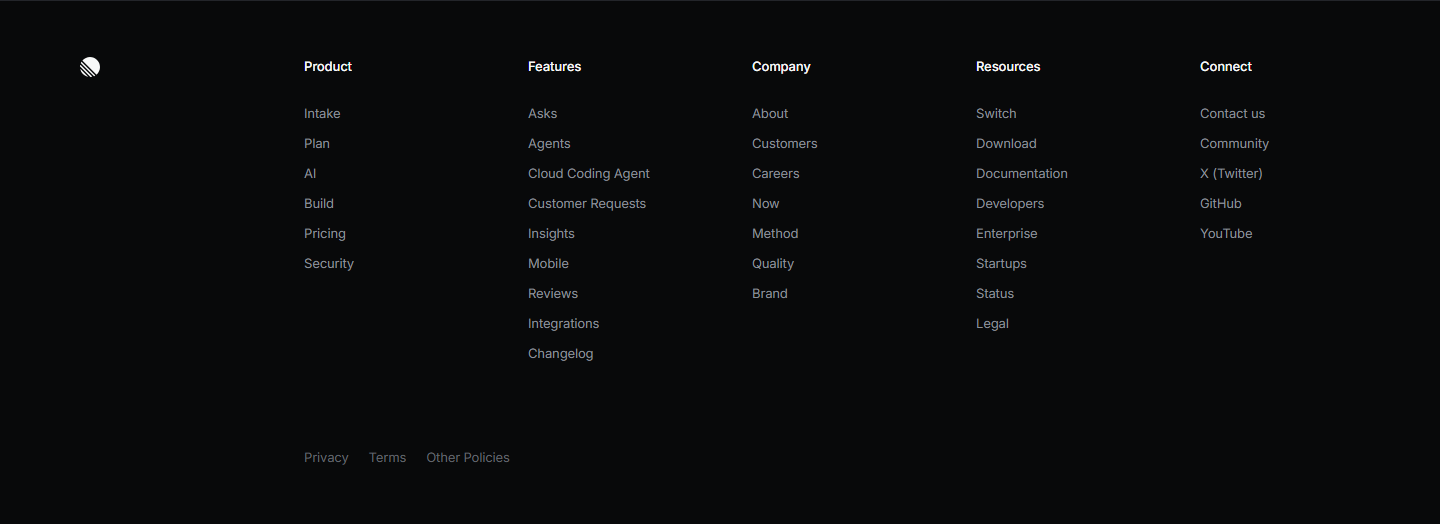 Product
Intake
Plan
AI
Build
Pricing
Security
Features
Asks
Agents
Cloud Coding Agent
Customer Requests
Insights
Mobile
Reviews
Integrations
Changelog
Company
About
Customers
Careers
Now
Method
Quality
Brand
Resources
Switch
Download
Documentation
Developers
Enterprise
Startups
Status
Legal
Connect
Contact us
Community
X (Twitter)
GitHub
YouTube
Privacy Terms Other Policies